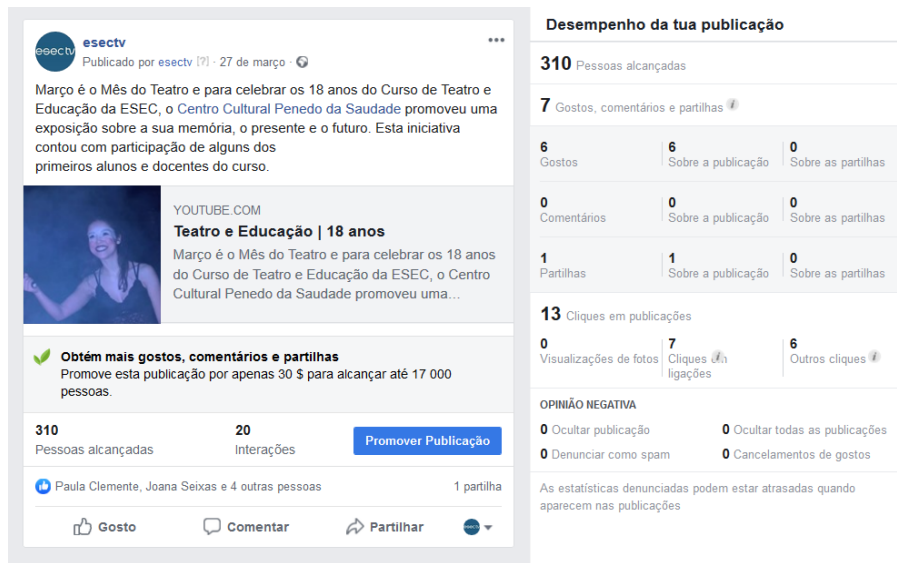 esectv
esectv
Publicado por esectv [?] · 27 de março ·
Março é o Mês do Teatro e para celebrar os 18 anos do Curso de Teatro e
Educação da ESEC, o Centro Cultural Penedo da Saudade promoveu uma
exposição sobre a sua memória, o presente e o futuro. Esta iniciativa
contou com participação de alguns dos
primeiros alunos e docentes do curso.
YOUTUBE.COM
Teatro e Educação | 18 anos
Março é o Mês do Teatro e para celebrar os 18 anos
do Curso de Teatro e Educação da ESEC, o Centro
Cultural Penedo da Saudade promoveu uma…
Obtém mais gostos, comentários e partilhas
Promove esta publicação por apenas 30 $ para alcançar até 17 000
pessoas.
310 20
Pessoas alcançadas Interações
Promover Publicação
Paula Clemente, Joana Seixas e 4 outras pessoas 1 partilha
Gosto Comentar Partilhar esectv
Desempenho da tua publicação
310 Pessoas alcançadas
7 Gostos, comentários e partilhas i
6 6 0
Gostos Sobre a publicação Sobre as partilhas
0 0 0
Comentários Sobre a publicação Sobre as partilhas
1 1 0
Partilhas Sobre a publicação Sobre as partilhas
13 Cliques em publicações
0 7 6
Visualizações de fotos Cliques em Outros cliques i
ligações
OPINIÃO NEGATIVA
0 Ocultar publicação 0 Ocultar todas as publicações
0 Denunciar como spam 0 Cancelamentos de gostos
As estatísticas denunciadas podem estar atrasadas quando
aparecem nas publicações